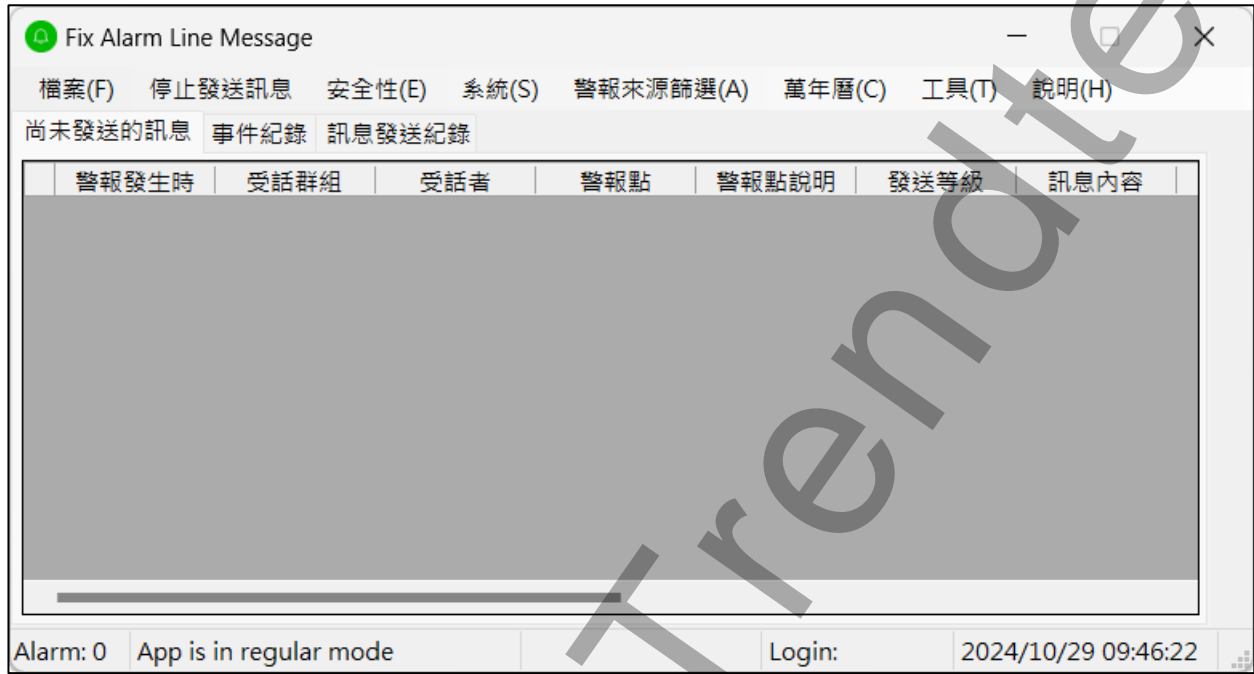 Fix Alarm Line Message
檔案(F) 停止發送訊息 安全性(E) 系統(S) 警報來源篩選(A) 萬年曆(C) 工具(T) 說明(H)
尚未發送的訊息 事件紀錄 訊息發送紀錄
警報發生時 受話群組 受話者 警報點 警報點說明 發送等級 訊息內容
Alarm: 0 App is in regular mode Login: 2024/10/29 09:46:22
Trendte